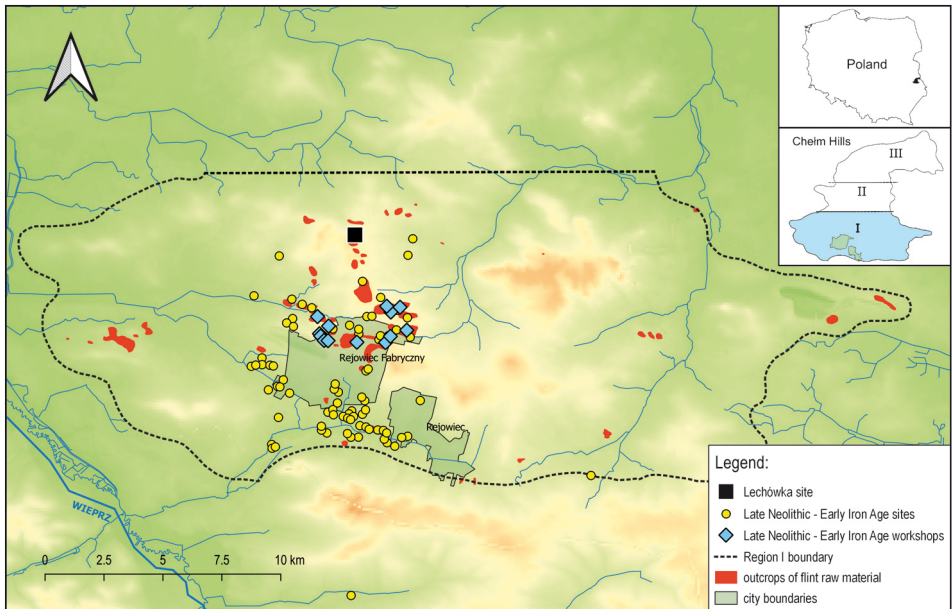 Poland
Chełm Hills
III
II
I
Rejowiec Fabryczny
Rejowiec
WIEPRZ
0 2.5 5 7.5 10 km
Legend:
Lechówka site
Late Neolithic - Early Iron Age sites
Late Neolithic - Early Iron Age workshops
Region I boundary
outcrops of flint raw material
city boundaries